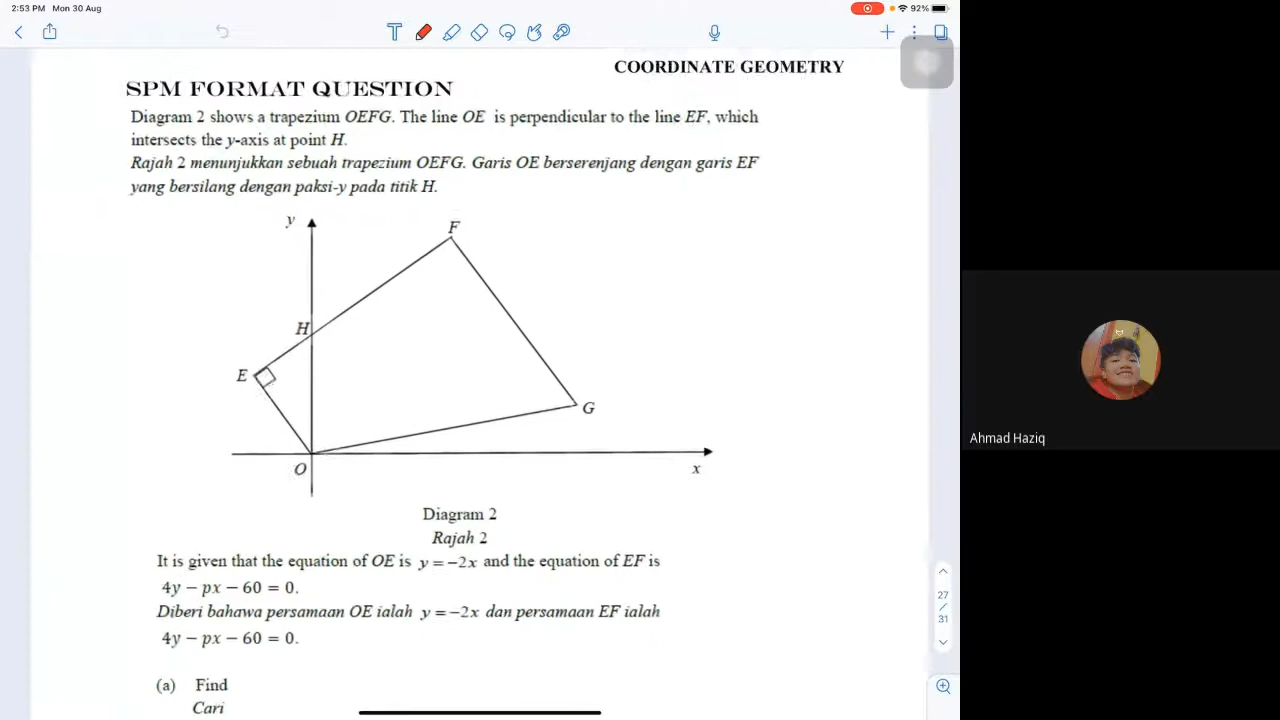 2:53 PM Mon 30 Aug
92%
COORDINATE GEOMETRY
SPM FORMAT QUESTION
Diagram 2 shows a trapezium OEFG. The line OE is perpendicular to the line EF, which
intersects the y-axis at point H.
Rajah 2 menunjukkan sebuah trapezium OEFG. Garis OE berserenjang dengan garis EF
yang bersilang dengan paksi-y pada titik H.
y
F
H
E
G
O
x
Diagram 2
Rajah 2
It is given that the equation of OE is y = −2x and the equation of EF is
4y − px − 60 = 0.
Diberi bahawa persamaan OE ialah y = −2x dan persamaan EF ialah
4y − px − 60 = 0.
(a) Find
Cari
27
/
31
Ahmad Haziq